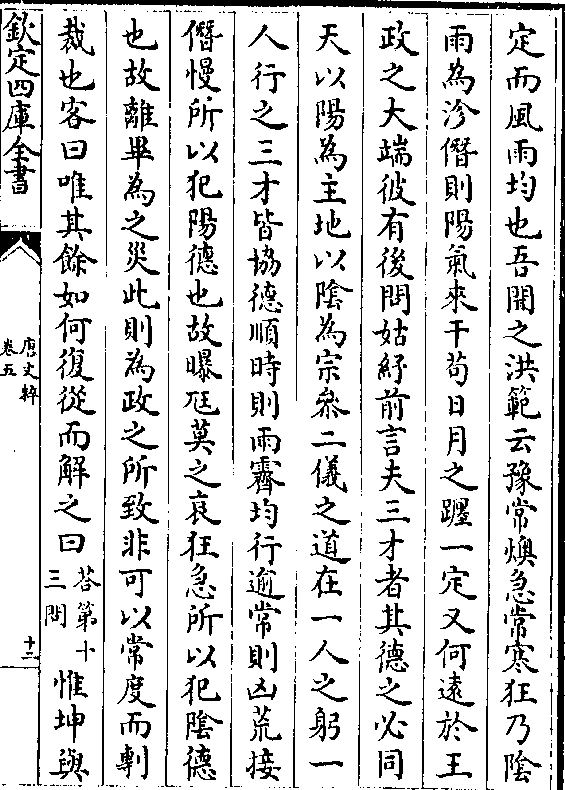 定而風雨均也吾聞之洪範云豫常燠急常寒狂乃陰
雨為沴僭則陽氣來干苟日月之躔一定又何遠於王
政之大端彼有後問姑紓前言夫三才者其德之必同
天以陽為主地以陰為宗叅二儀之道在一人之躬一
人行之三才皆協德順時則雨霽均行逾常則凶荒接
僭慢所以犯陽德也故曝尫莫之哀狂急所以犯陰德
也故離畢為之災此則為政之所致非可以常度而剸
裁也客曰唯其餘如何復從而解之曰荅第十三問惟坤與
欽定四庫全書
唐文粹
卷五
十二